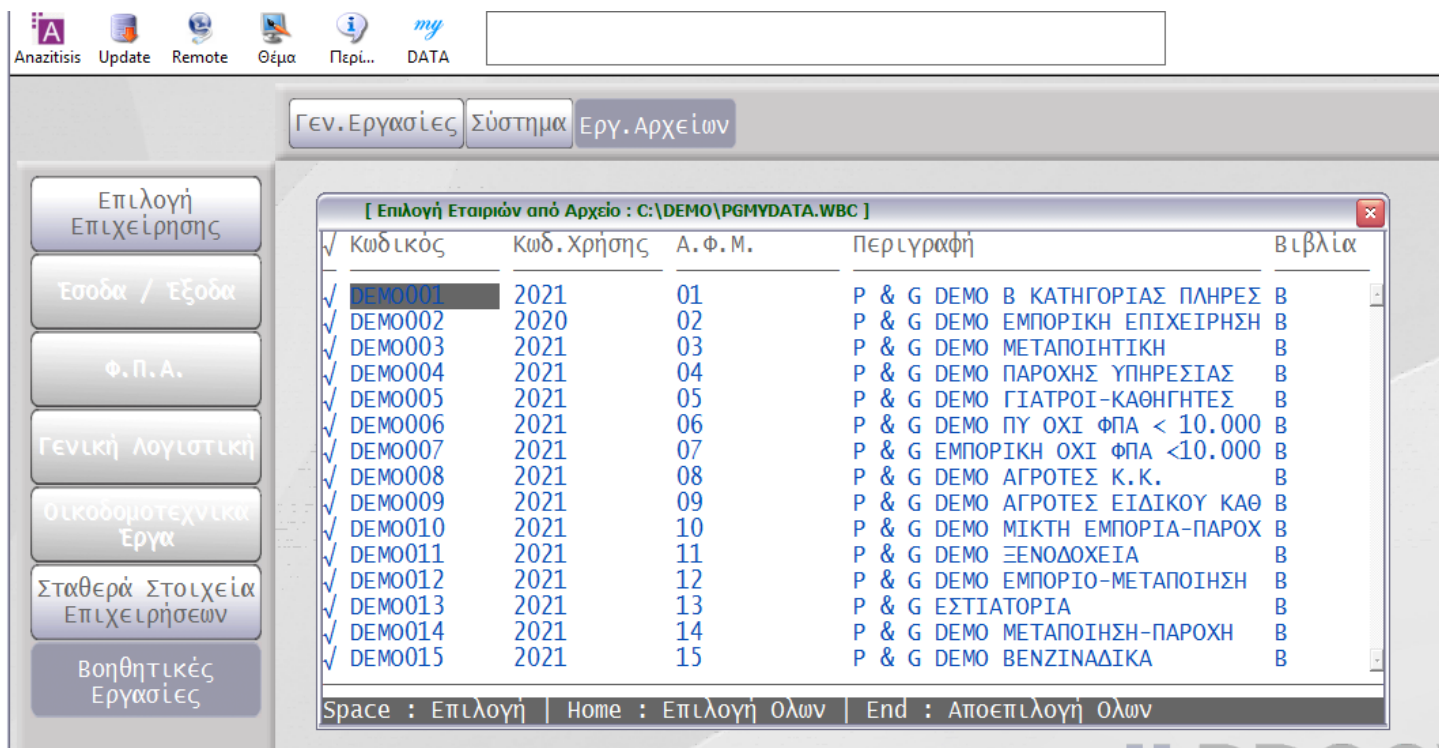 Anazitisis Update Remote Θέμα Περί... my DATA
Γεν.Εργασίες Σύστημα Εργ.Αρχείων
Επιλογή
Επιχείρησης
Έσοδα / Έξοδα
Φ.Π.Α.
Γενική Λογιστική
Οικοδομοτεχνικά
Έργα
Σταθερά Στοιχεία
Επιχειρήσεων
Βοηθητικές
Εργασίες
[ Επιλογή Εταιριών από Αρχείο : C:\DEMO\PGMYDATA.WBC ]
√ Κωδικός Κωδ.Χρήσης Α.Φ.Μ. Περιγραφή Βιβλία
√ DEMO001 2021 01 P & G DEMO Β ΚΑΤΗΓΟΡΙΑΣ ΠΛΗΡΕΣ Β
√ DEMO002 2020 02 P & G DEMO ΕΜΠΟΡΙΚΗ ΕΠΙΧΕΙΡΗΣΗ Β
√ DEMO003 2021 03 P & G DEMO ΜΕΤΑΠΟΙΗΤΙΚΗ Β
√ DEMO004 2021 04 P & G DEMO ΠΑΡΟΧΗΣ ΥΠΗΡΕΣΙΑΣ Β
√ DEMO005 2021 05 P & G DEMO ΓΙΑΤΡΟΙ-ΚΑΘΗΓΗΤΕΣ Β
√ DEMO006 2021 06 P & G DEMO ΠΥ ΟΧΙ ΦΠΑ < 10.000 Β
√ DEMO007 2021 07 P & G ΕΜΠΟΡΙΚΗ ΟΧΙ ΦΠΑ <10.000 Β
√ DEMO008 2021 08 P & G DEMO ΑΓΡΟΤΕΣ Κ.Κ. Β
√ DEMO009 2021 09 P & G DEMO ΑΓΡΟΤΕΣ ΕΙΔΙΚΟΥ ΚΑΘ Β
√ DEMO010 2021 10 P & G DEMO ΜΙΚΤΗ ΕΜΠΟΡΙΑ-ΠΑΡΟΧ Β
√ DEMO011 2021 11 P & G DEMO ΞΕΝΟΔΟΧΕΙΑ Β
√ DEMO012 2021 12 P & G DEMO ΕΜΠΟΡΙΟ-ΜΕΤΑΠΟΙΗΣΗ Β
√ DEMO013 2021 13 P & G ΕΣΤΙΑΤΟΡΙΑ Β
√ DEMO014 2021 14 P & G DEMO ΜΕΤΑΠΟΙΗΣΗ-ΠΑΡΟΧΗ Β
√ DEMO015 2021 15 P & G DEMO ΒΕΝΖΙΝΑΔΙΚΑ Β
Space : Επιλογή | Home : Επιλογή Ολων | End : Αποεπιλογή Ολων